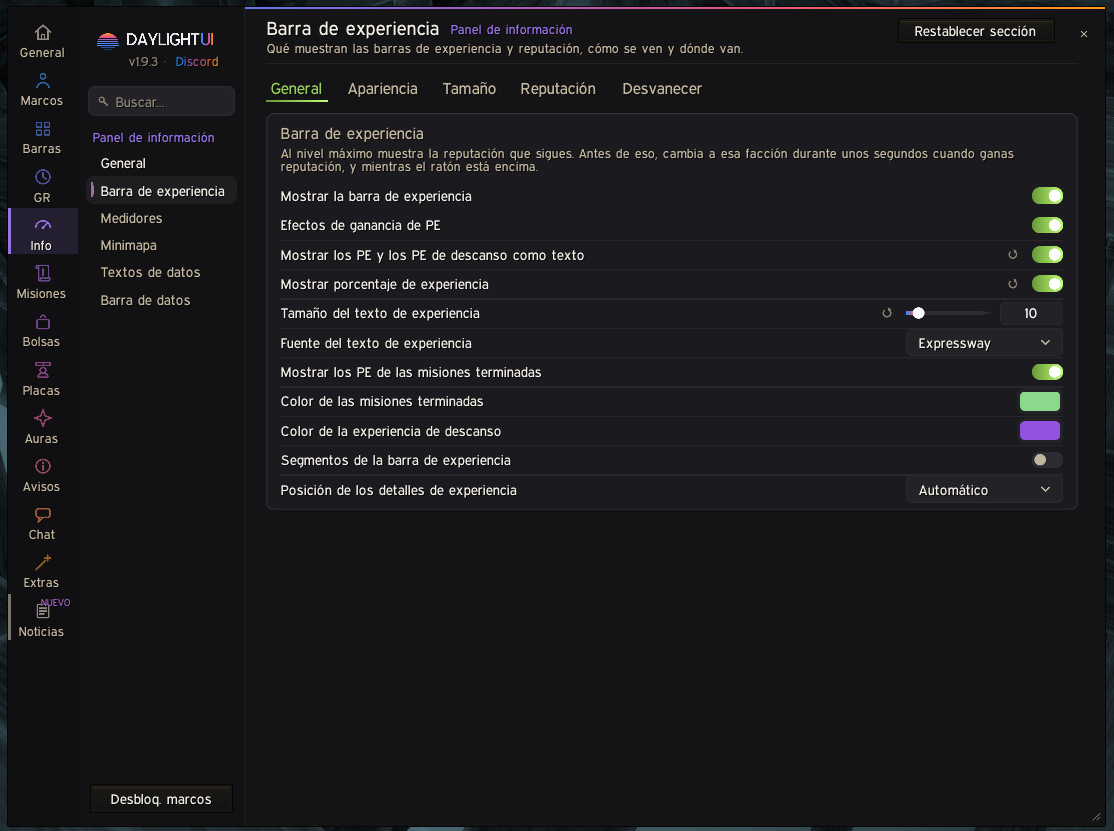 General
Marcos
Barras
GR
Info
Misiones
Bolsas
Placas
Auras
Avisos
Chat
Extras
NUEVO
Noticias
DAYLIGHTUI
v1.9.3 · Discord
Buscar...
Panel de información
General
Barra de experiencia
Medidores
Minimapa
Textos de datos
Barra de datos
Desbloq. marcos
Barra de experiencia Panel de información
Qué muestran las barras de experiencia y reputación, cómo se ven y dónde van.
Restablecer sección
×
General Apariencia Tamaño Reputación Desvanecer
Barra de experiencia
Al nivel máximo muestra la reputación que sigues. Antes de eso, cambia a esa facción durante unos segundos cuando ganas
reputación, y mientras el ratón está encima.
Mostrar la barra de experiencia
Efectos de ganancia de PE
Mostrar los PE y los PE de descanso como texto
Mostrar porcentaje de experiencia
Tamaño del texto de experiencia 10
Fuente del texto de experiencia Expressway
Mostrar los PE de las misiones terminadas
Color de las misiones terminadas
Color de la experiencia de descanso
Segmentos de la barra de experiencia
Posición de los detalles de experiencia Automático